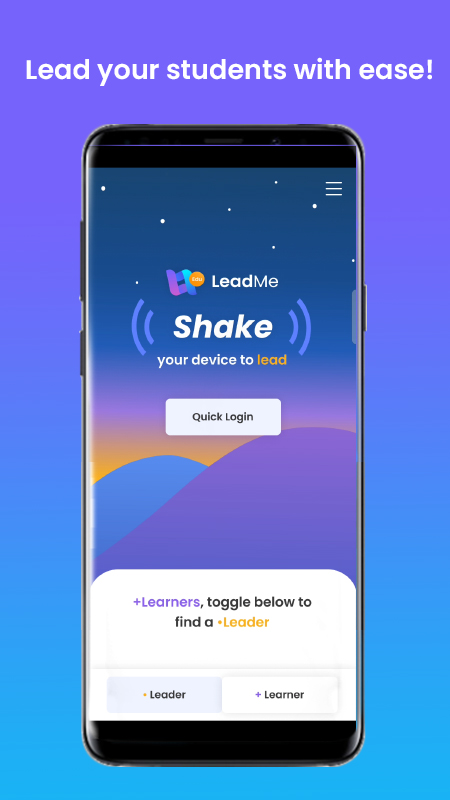 Lead your students with ease!
Edu
LeadMe
Shake
your device to lead
Quick Login
+Learners, toggle below to
find a •Leader
• Leader
+ Learner